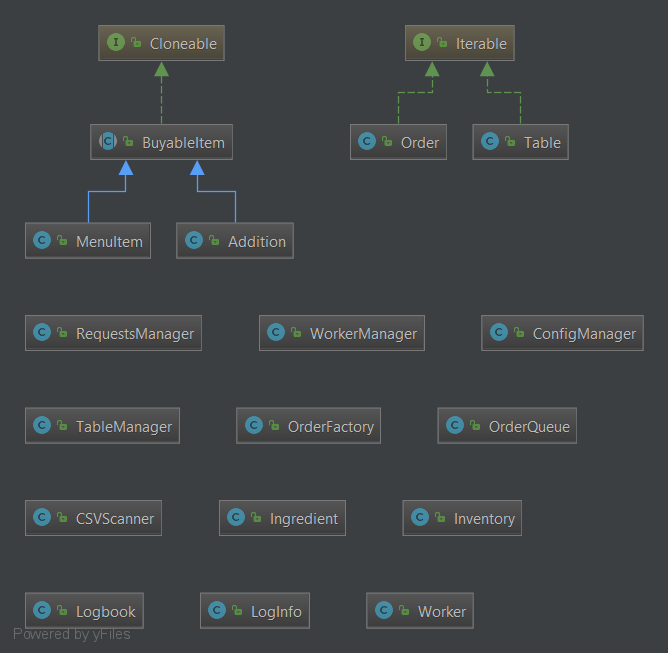 I Cloneable I Iterable
C BuyableItem C Order C Table
C MenuItem C Addition
C RequestsManager C WorkerManager C ConfigManager
C TableManager C OrderFactory C OrderQueue
C CSVScanner C Ingredient C Inventory
C Logbook C LogInfo C Worker
Powered by yFiles